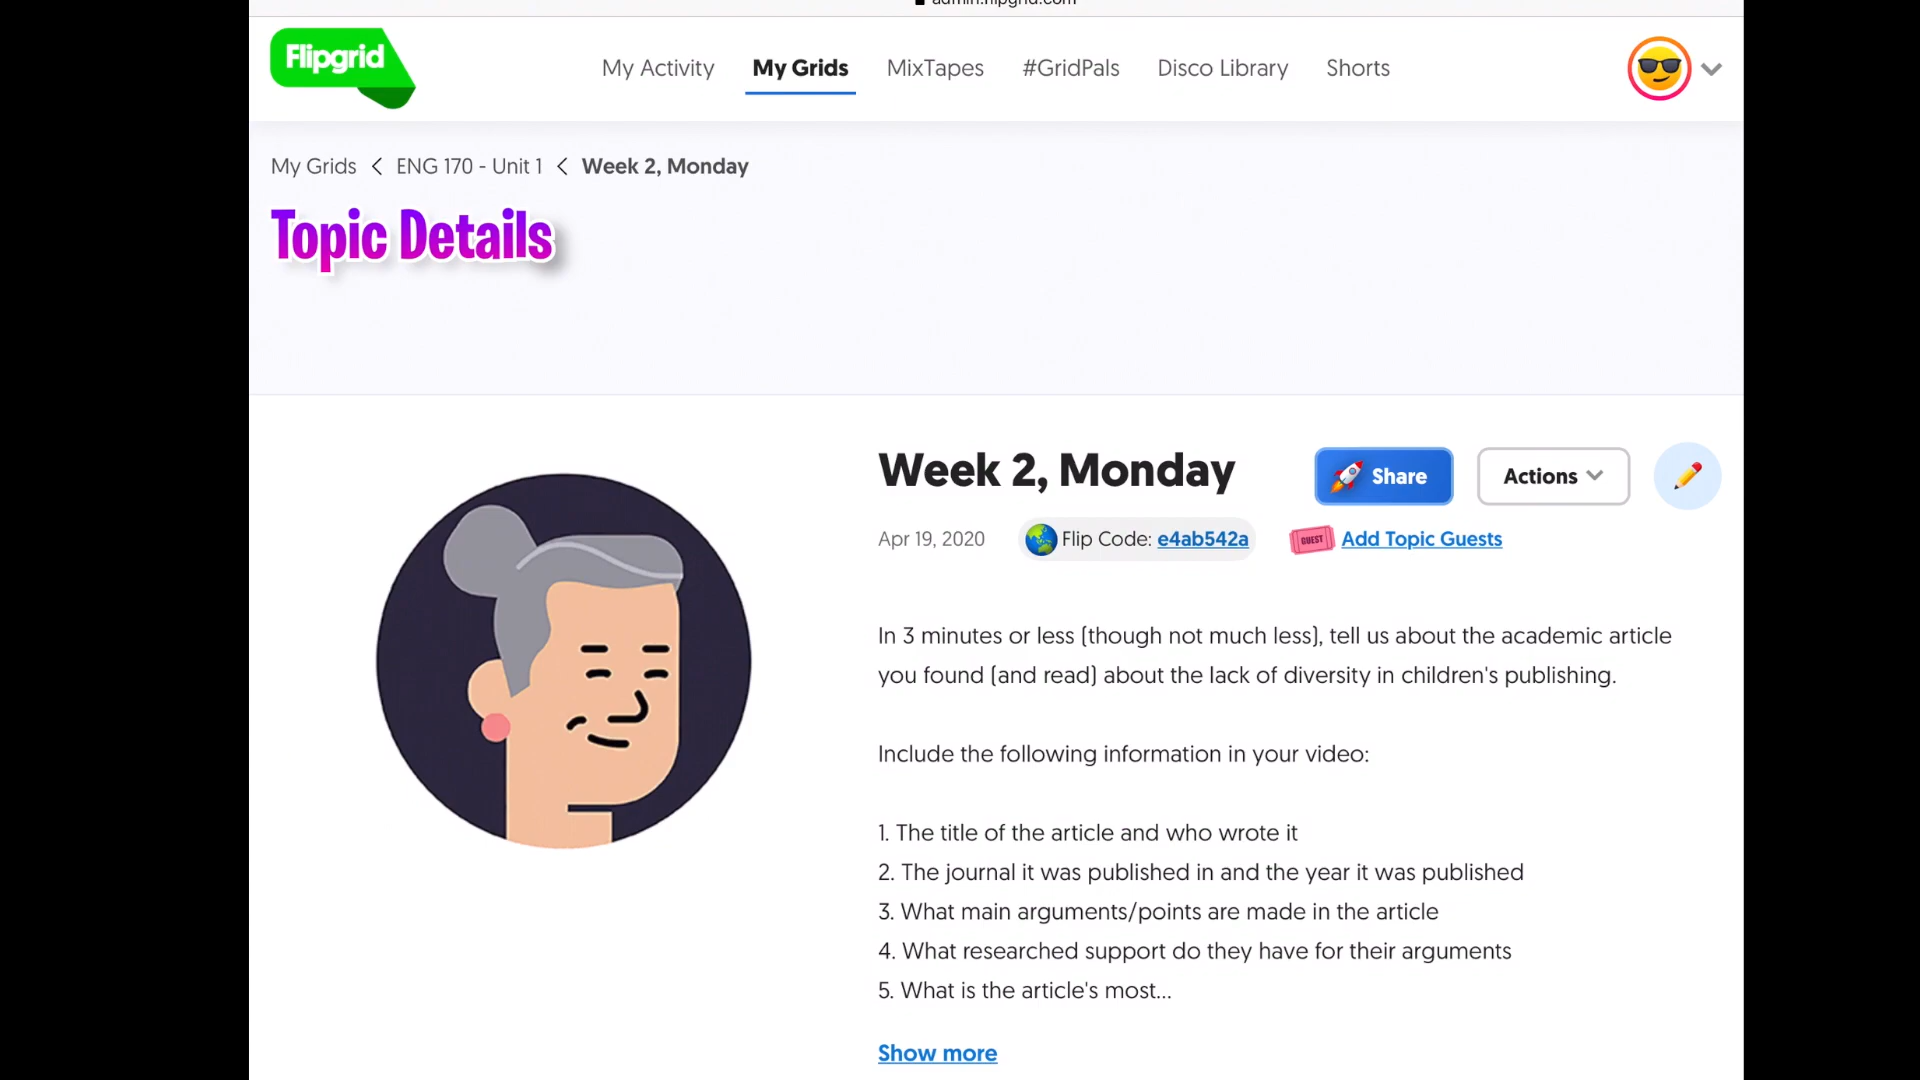 admin.flipgrid.com
Flipgrid
My Activity
My Grids
MixTapes
#GridPals
Disco Library
Shorts
My Grids < ENG 170 - Unit 1 < Week 2, Monday
Topic Details
Week 2, Monday
Share
Actions
Apr 19, 2020
Flip Code: e4ab542a
GUEST
Add Topic Guests
In 3 minutes or less (though not much less), tell us about the academic article
you found (and read) about the lack of diversity in children's publishing.
Include the following information in your video:
1. The title of the article and who wrote it
2. The journal it was published in and the year it was published
3. What main arguments/points are made in the article
4. What researched support do they have for their arguments
5. What is the article's most...
Show more